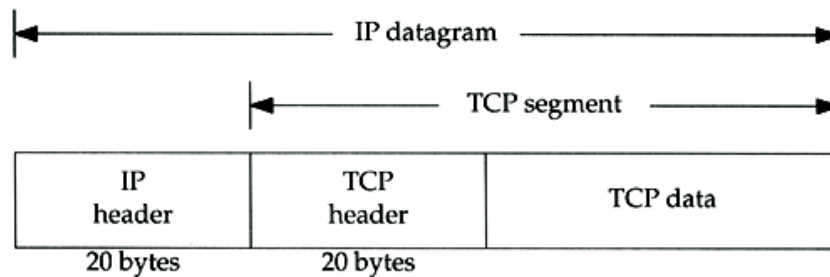 IP datagram
TCP segment
IP
header
TCP
header
TCP data
20 bytes
20 bytes